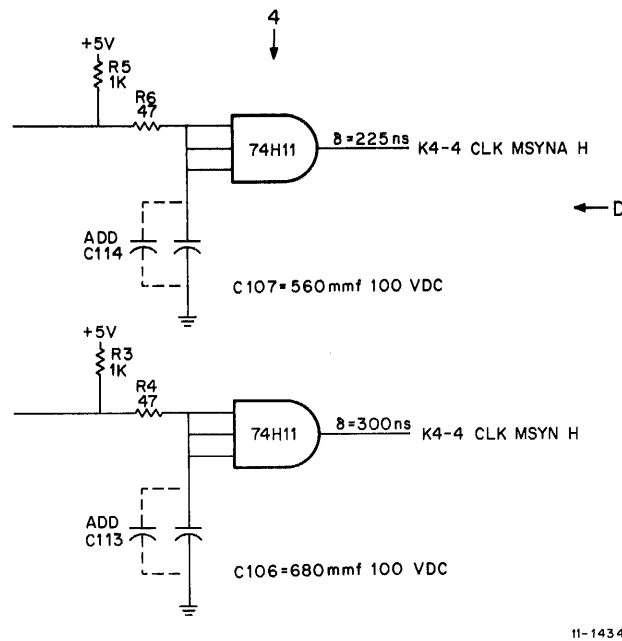 4
+5V
R5
1K
R6
47
74H11
δ=225ns
K4-4 CLK MSYNA H
D
ADD
C114
C107=560mmf 100 VDC
+5V
R3
1K
R4
47
74H11
δ=300ns
K4-4 CLK MSYN H
ADD
C113
C106=680mmf 100 VDC
11-1434